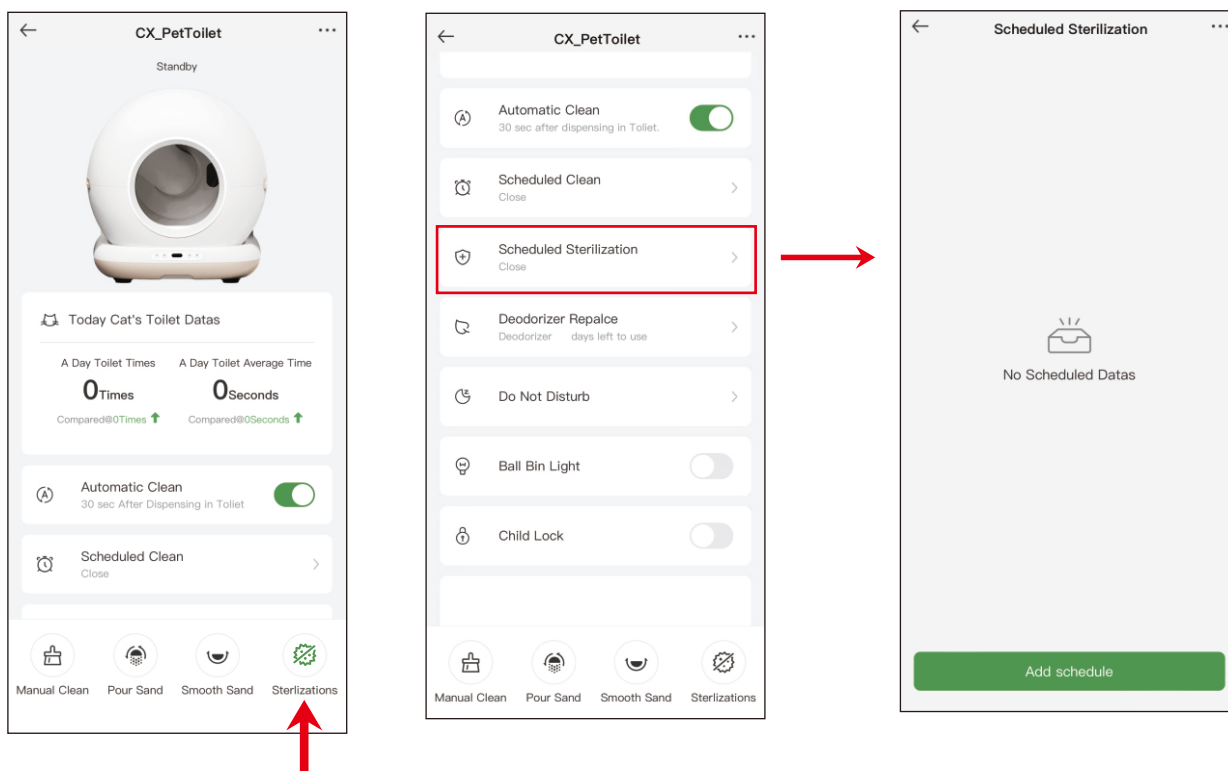 CX_PetToilet
Standby
Today Cat's Toilet Datas
A Day Toilet Times
A Day Toilet Average Time
0Times
0Seconds
Compared@0Times
Compared@0Seconds
Automatic Clean
30 sec After Dispensing in Toliet
Scheduled Clean
Close
Manual Clean
Pour Sand
Smooth Sand
Sterlizations
CX_PetToilet
Automatic Clean
30 sec after dispensing in Tollet.
Scheduled Clean
Close
Scheduled Sterilization
Close
Deodorizer Repalce
Deodorizer days left to use
Do Not Disturb
Ball Bin Light
Child Lock
Manual Clean
Pour Sand
Smooth Sand
Sterlizations
Scheduled Sterilization
No Scheduled Datas
Add schedule